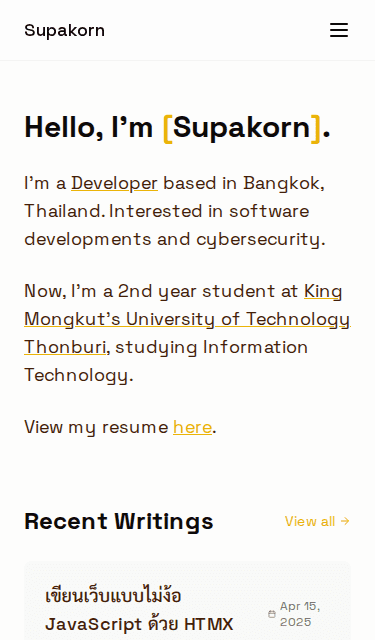 Supakorn
Hello, I'm [Supakorn].
I'm a Developer based in Bangkok,
Thailand. Interested in software
developments and cybersecurity.
Now, I'm a 2nd year student at King
Mongkut's University of Technology
Thonburi, studying Information
Technology.
View my resume here.
Recent Writings
View all →
เขียนเว็บแบบไม่ง้อ
JavaScript ด้วย HTMX
Apr 15,
2025